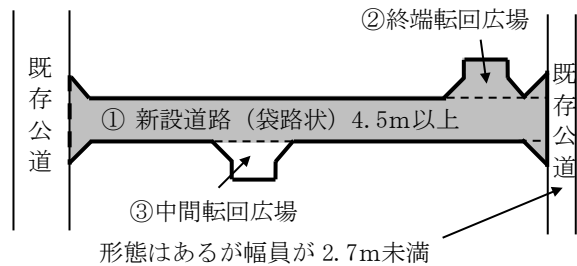 ②終端転回広場
既存公道
① 新設道路（袋路状）4.5m以上
既存公道
③中間転回広場
形態はあるが幅員が 2.7m未満